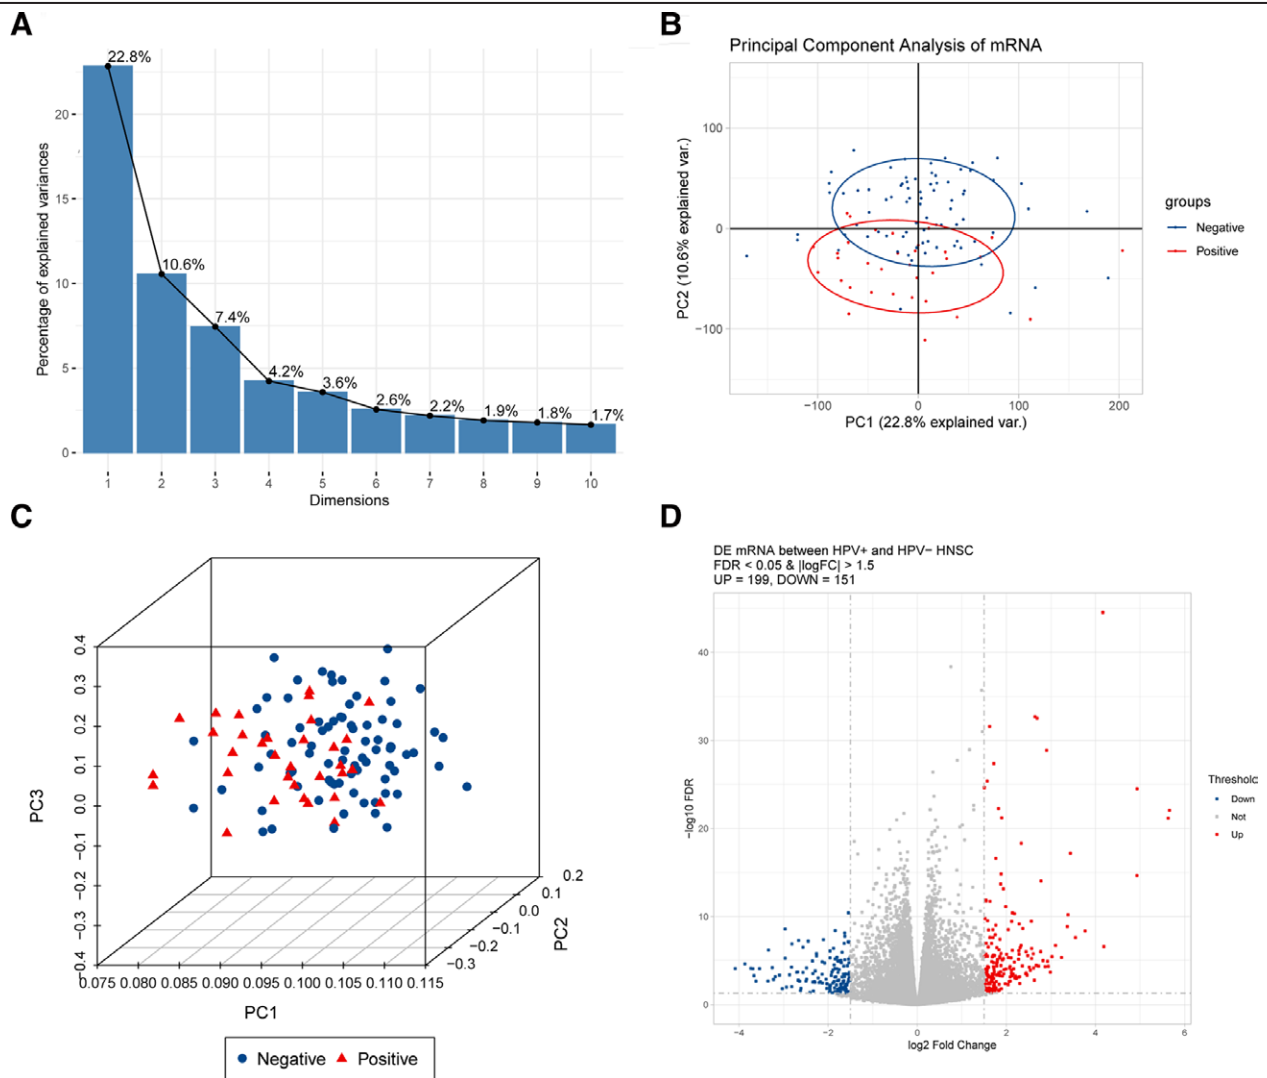 A
22.8%
10.6%
7.4%
4.2%
3.6%
2.6%
2.2%
1.9%
1.8%
1.7%
20
15
10
5
0
Percentage of explained variances
1 2 3 4 5 6 7 8 9 10
Dimensions
B
Principal Component Analysis of mRNA
100
0
−100
PC2 (10.6% explained var.)
−100 0 100 200
PC1 (22.8% explained var.)
groups
Negative
Positive
C
0.4
0.3
0.2
0.1
0.0
−0.1
−0.2
−0.3
−0.4
PC3
0.075 0.080 0.085 0.090 0.095 0.100 0.105 0.110 0.115
PC1
0.2
0.1
0.0
−0.1
−0.2
−0.3
PC2
Negative Positive
D
DE mRNA between HPV+ and HPV− HNSC
FDR < 0.05 & |logFC| > 1.5
UP = 199, DOWN = 151
40
30
20
10
0
−log10 FDR
−4 −2 0 2 4 6
log2 Fold Change
Threshold
Down
Not
Up